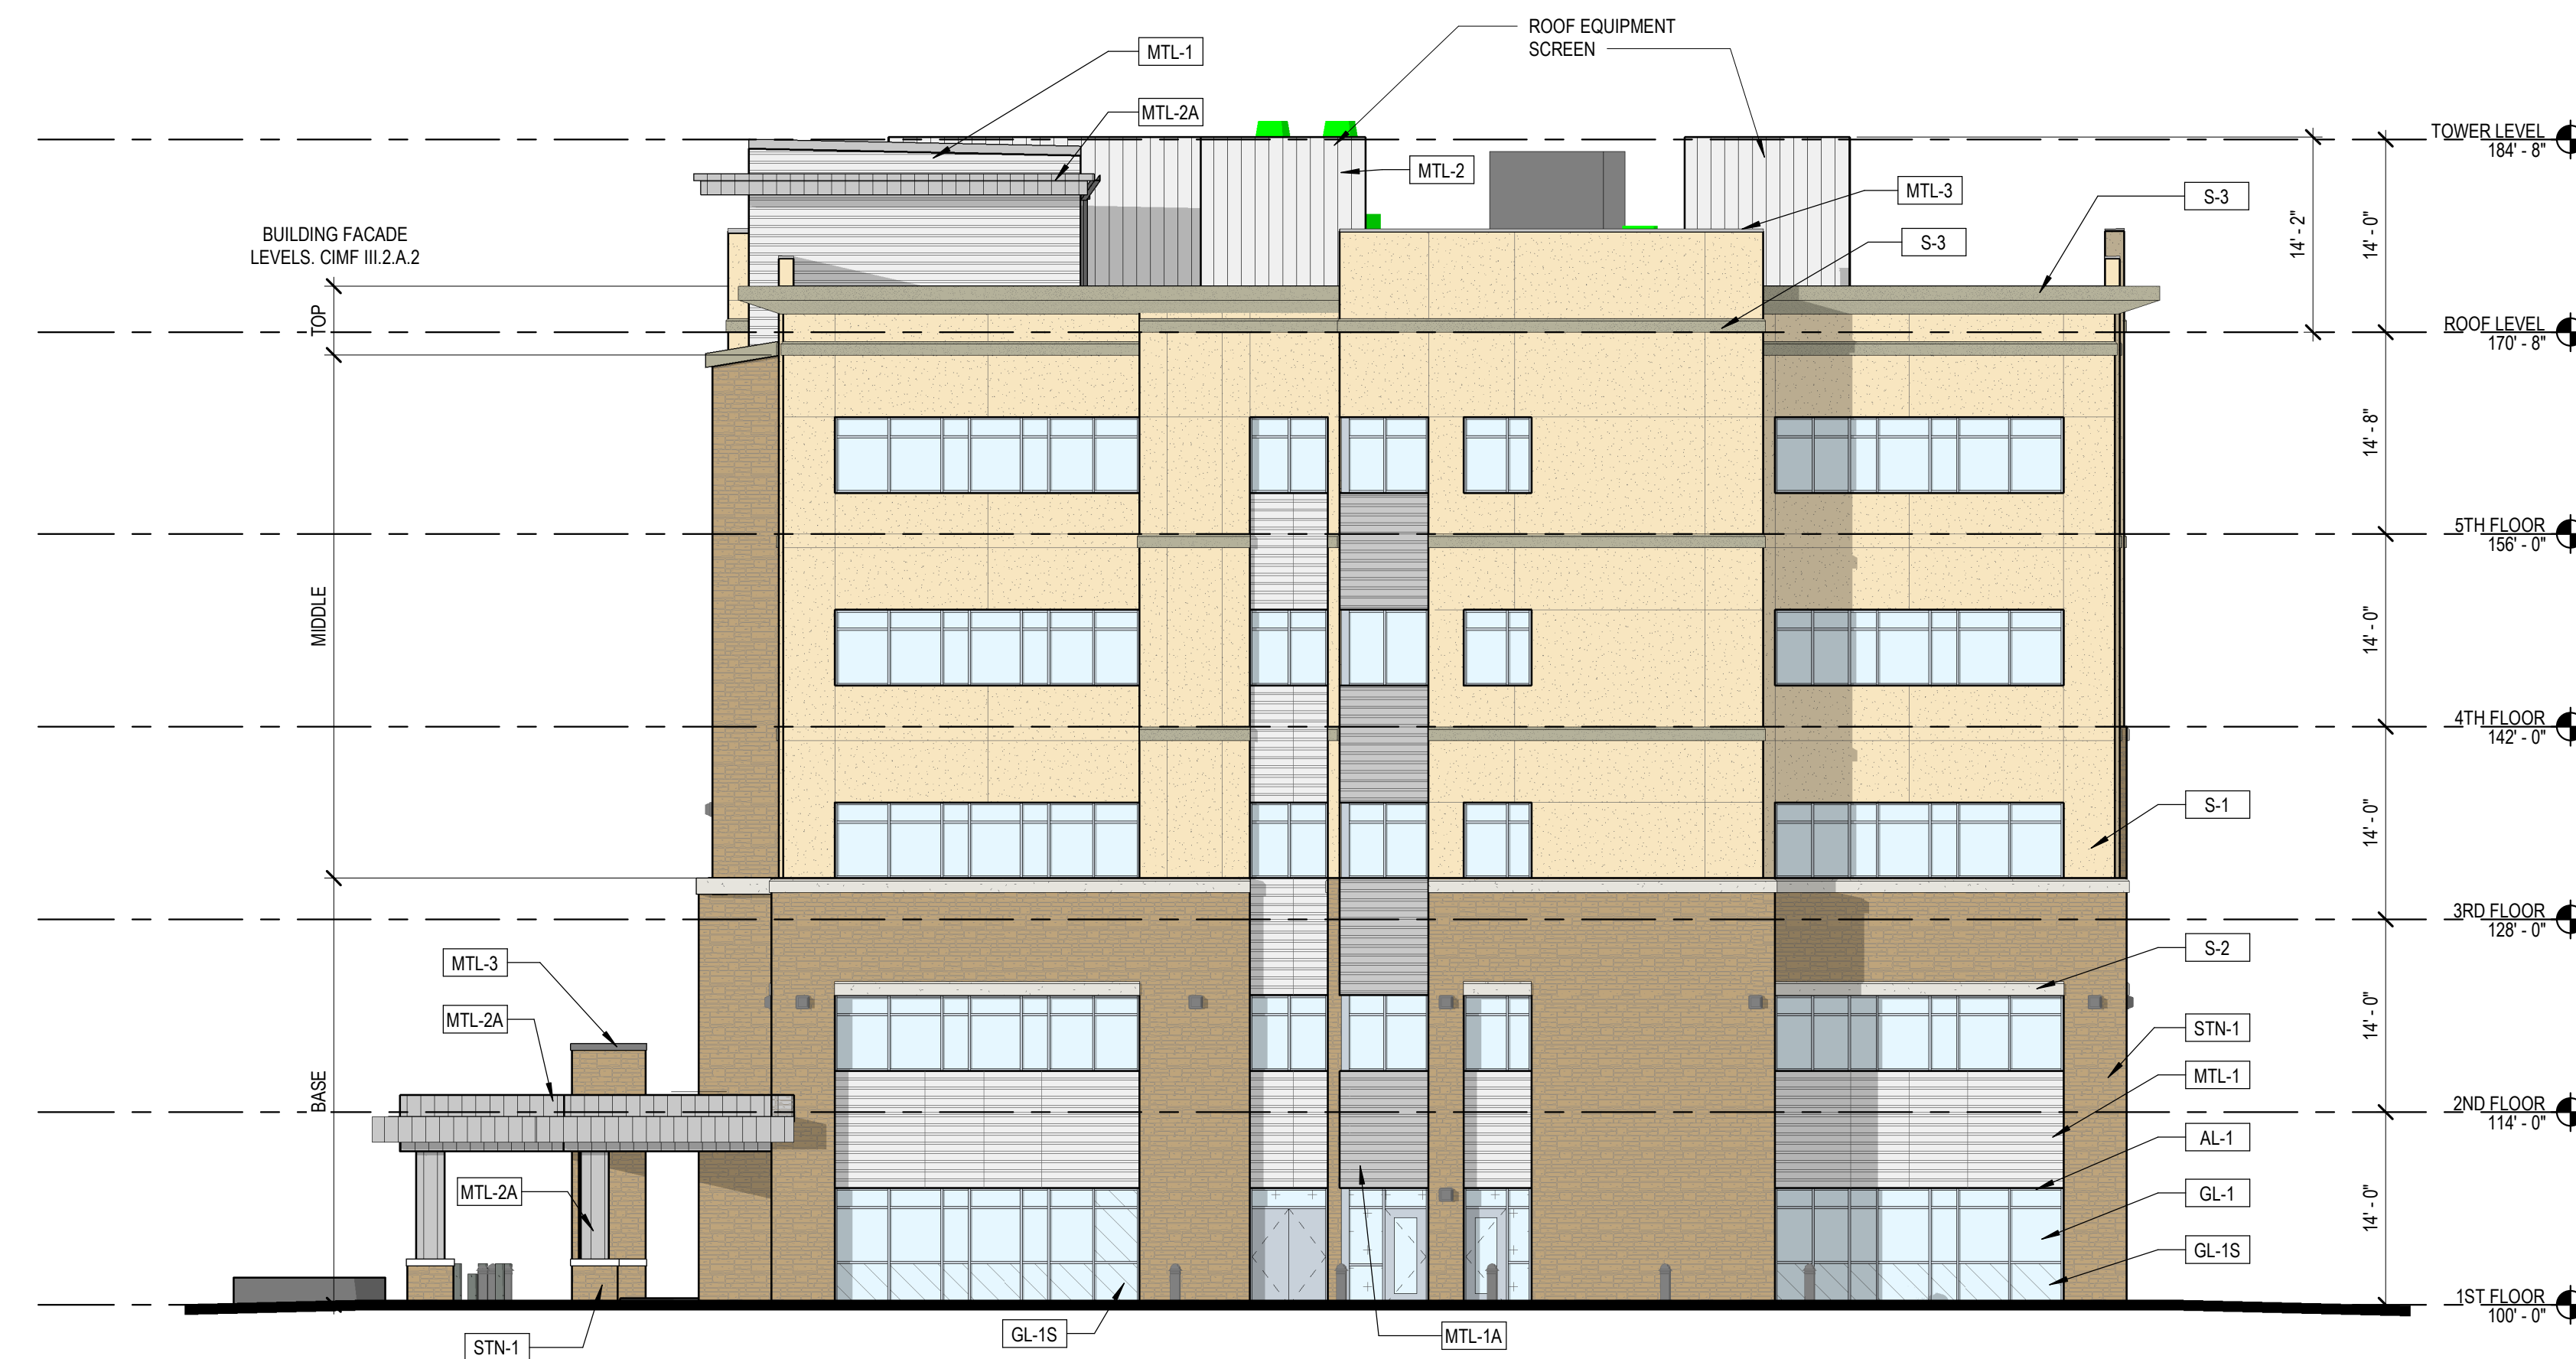 ROOF EQUIPMENT
SCREEN
MTL-1
MTL-2A
TOWER LEVEL
184' - 8"
MTL-2
MTL-3
S-3
S-3
14' - 2"
14' - 0"
BUILDING FACADE
LEVELS. CIMF III.2.A.2
TOP
ROOF LEVEL
170' - 8"
14' - 8"
5TH FLOOR
156' - 0"
MIDDLE
14' - 0"
4TH FLOOR
142' - 0"
S-1
14' - 0"
3RD FLOOR
128' - 0"
MTL-3
S-2
MTL-2A
14' - 0"
STN-1
MTL-1
BASE
2ND FLOOR
114' - 0"
AL-1
MTL-2A
GL-1
14' - 0"
GL-1S
1ST FLOOR
100' - 0"
STN-1
GL-1S
MTL-1A